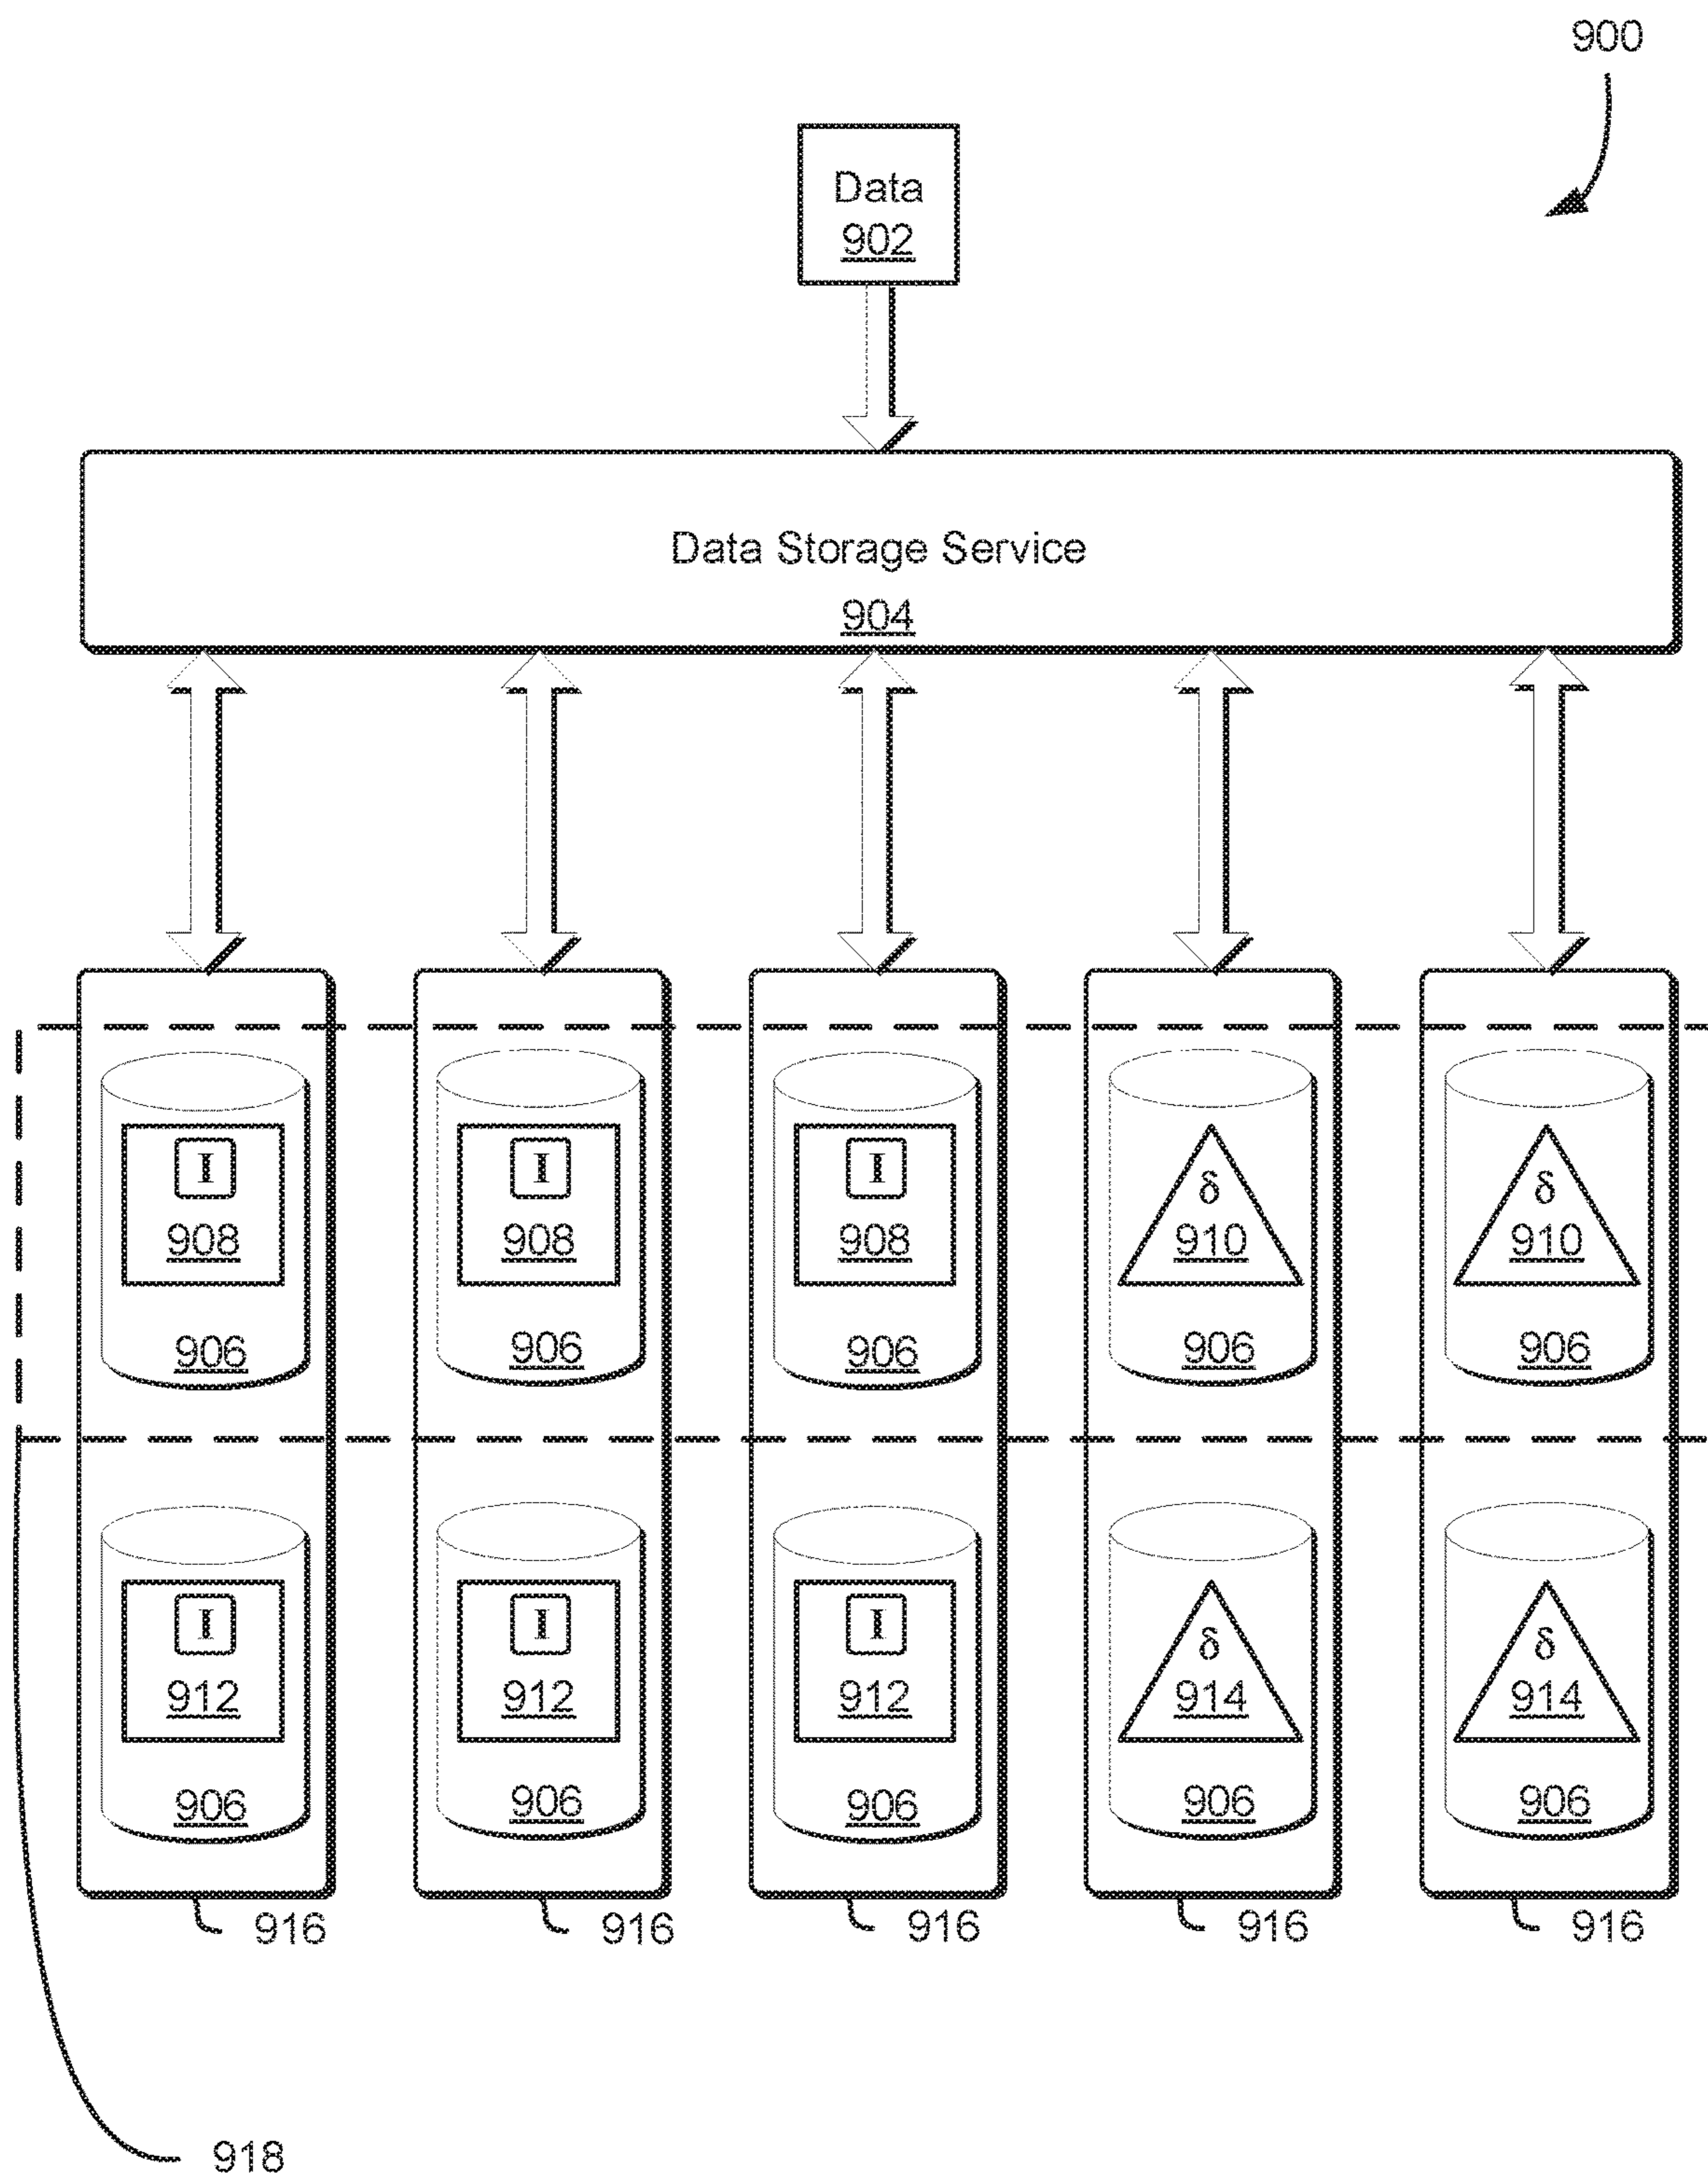 900
Data
902
Data Storage Service
904
I I I δ δ
908 908 908 910 910
906 906 906 906 906
I I I δ δ
912 912 912 914 914
906 906 906 906 906
916 916 916 916 916
918